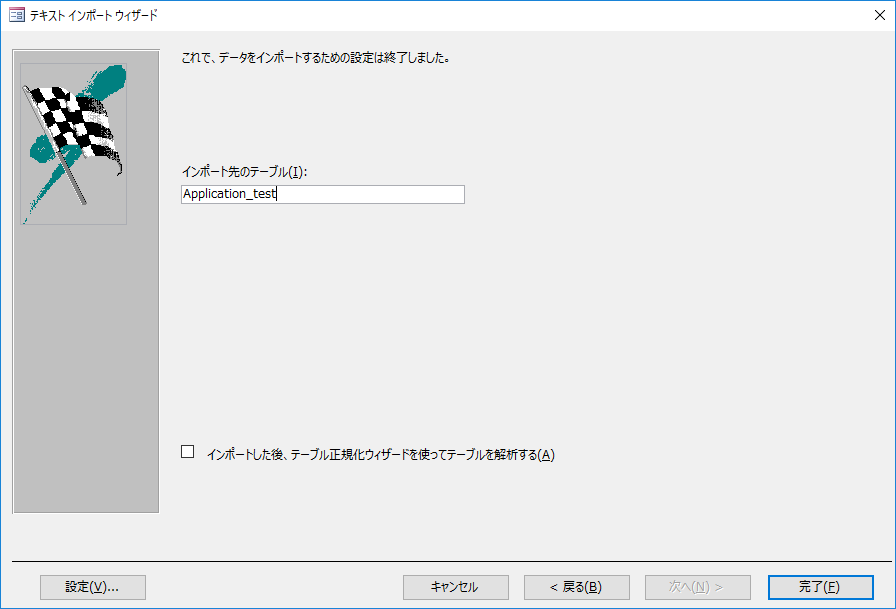 テキスト インポート ウィザード
これで、データをインポートするための設定は終了しました。
インポート先のテーブル(I):
Application_test
インポートした後、テーブル正規化ウィザードを使ってテーブルを解析する(A)
設定(V)...
キャンセル
< 戻る(B)
次へ(N) >
完了(F)